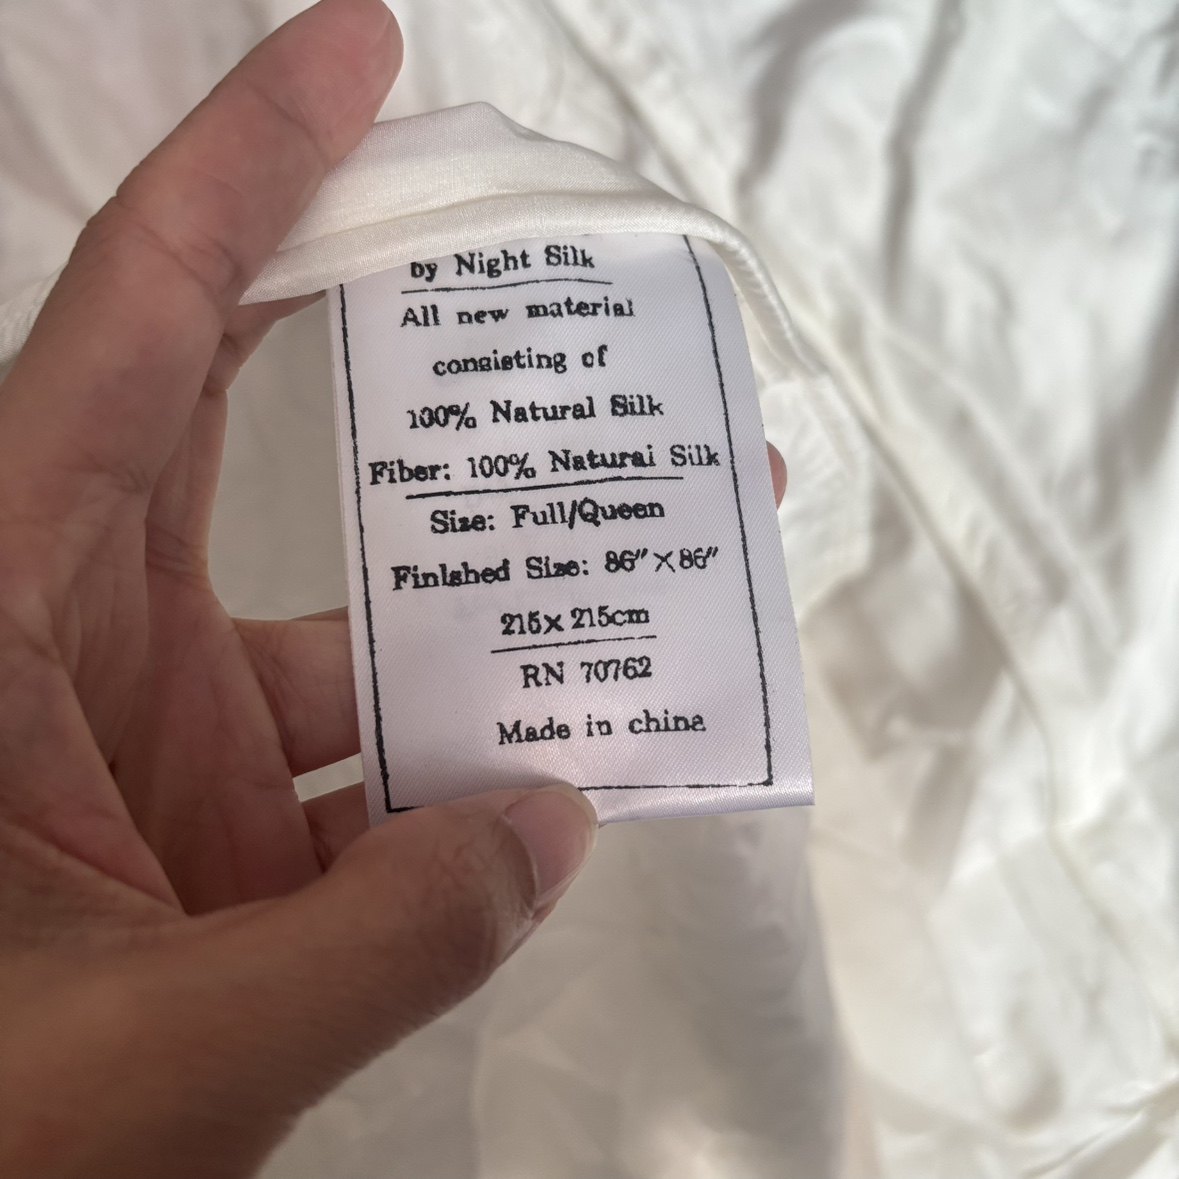 by Night Silk
All new material
consisting of
100% Natural Silk
Fiber: 100% Natural Silk
Size: Full/Queen
Finished Size: 86"×86"
215×215cm
RN 70762
Made in china